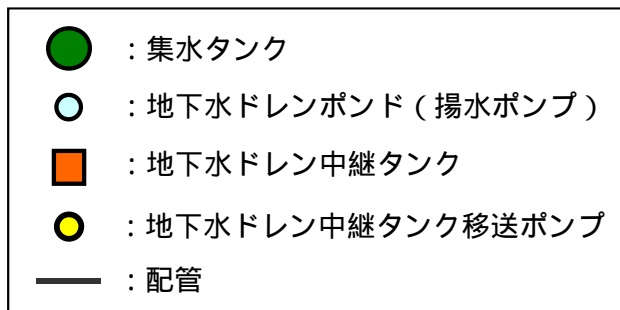 ：集水タンク
：地下水ドレンポンド（揚水ポンプ）
：地下水ドレン中継タンク
：地下水ドレン中継タンク移送ポンプ
：配管